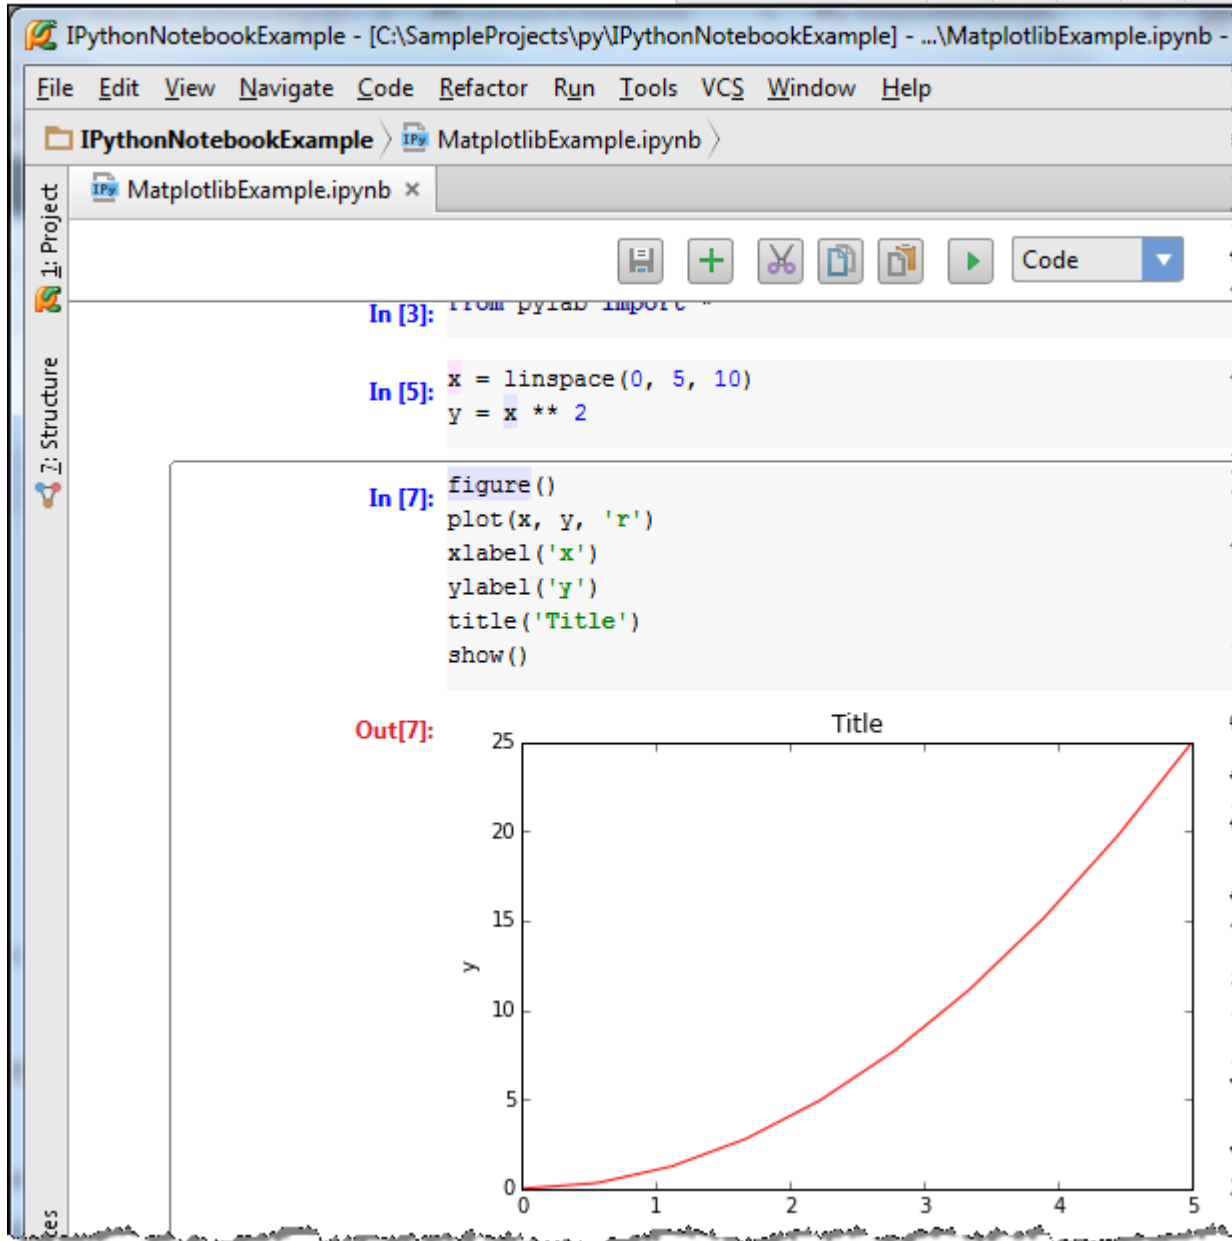 IPythonNotebookExample - [C:\SampleProjects\py\IPythonNotebookExample] - ...\MatplotlibExample.ipynb -
File Edit View Navigate Code Refactor Run Tools VCS Window Help
IPythonNotebookExample MatplotlibExample.ipynb
MatplotlibExample.ipynb ×
1: Project
7: Structure
Code
In [3]: from pylab import *
In [5]: x = linspace(0, 5, 10)
y = x ** 2
In [7]: figure()
plot(x, y, 'r')
xlabel('x')
ylabel('y')
title('Title')
show()
Out[7]:
Title
25
20
15
y
10
5
0
0 1 2 3 4 5